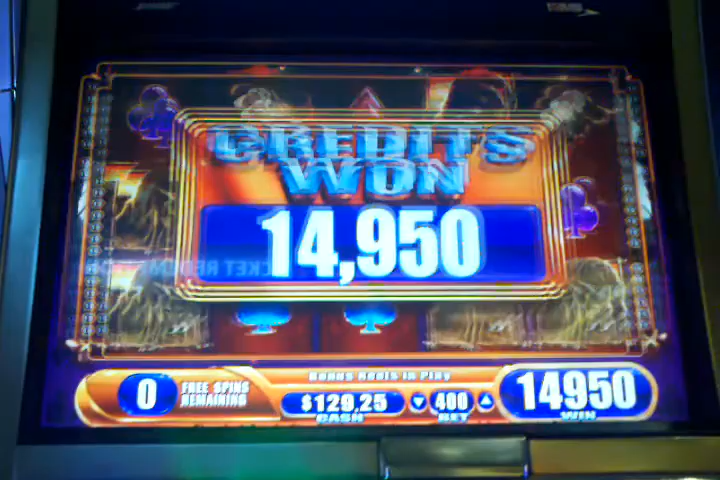 CREDITS
WON
14,950
Bonus Reels in Play
0
FREE SPINS
REMAINING
$129.25
CASH
400
BET
14950
WIN